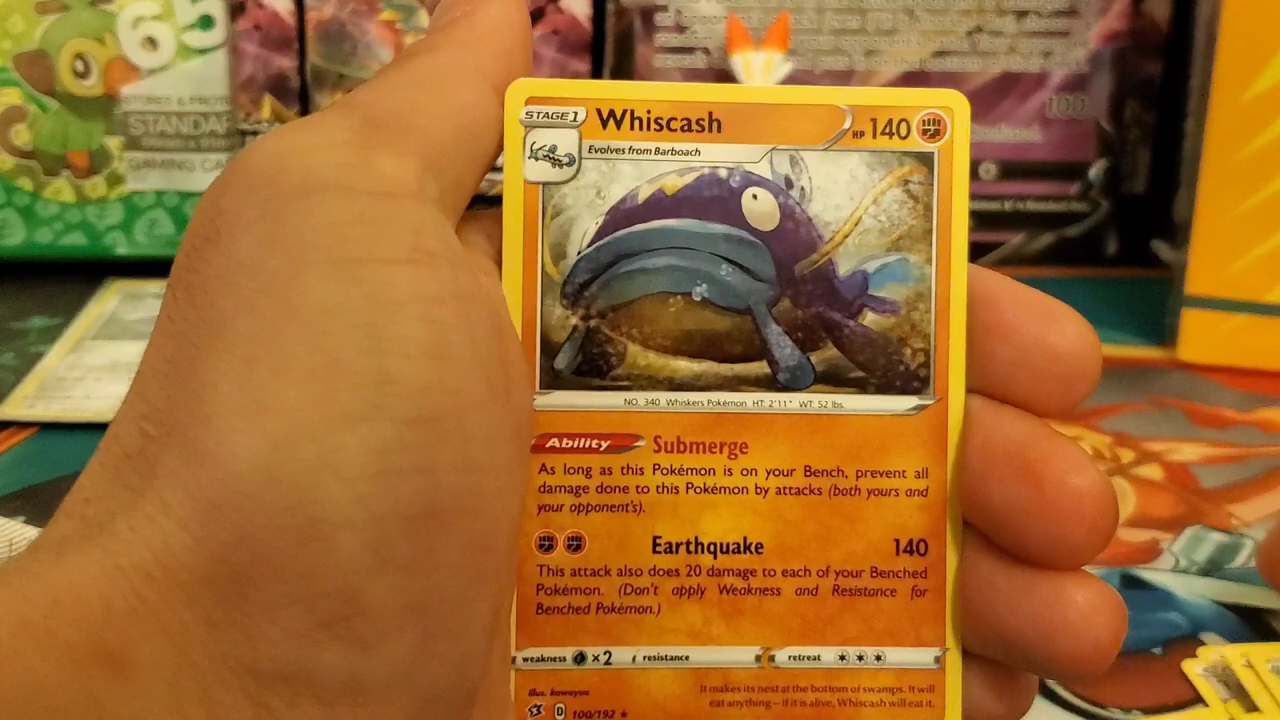 65
STANDAR
GAMING CA
100
STAGE 1
Whiscash
HP 140
Evolves from Barboach
NO. 340 Whiskers Pokémon HT: 2'11" WT: 52 lbs.
Ability Submerge
As long as this Pokémon is on your Bench, prevent all
damage done to this Pokémon by attacks (both yours and
your opponent's).
Earthquake 140
This attack also does 20 damage to each of your Benched
Pokémon. (Don't apply Weakness and Resistance for
Benched Pokémon.)
weakness ×2 resistance retreat
illus. kawayoo
It makes its nest at the bottom of swamps. It will
eat anything—if it is alive, Whiscash will eat it.
D 100/192 ★